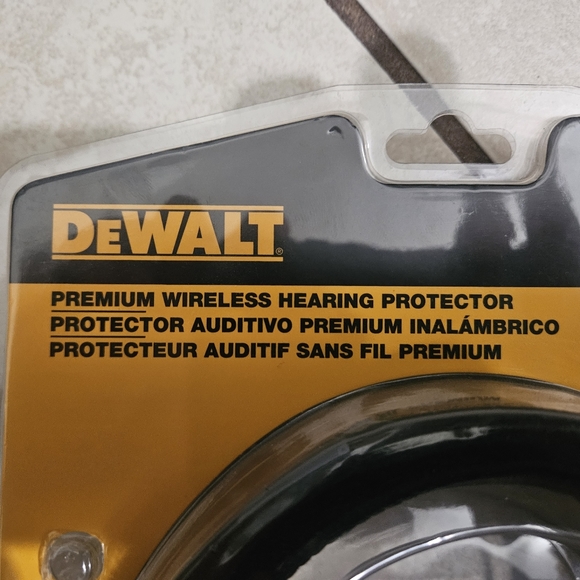 DEWALT®
PREMIUM WIRELESS HEARING PROTECTOR
PROTECTOR AUDITIVO PREMIUM INALÁMBRICO
PROTECTEUR AUDITIF SANS FIL PREMIUM